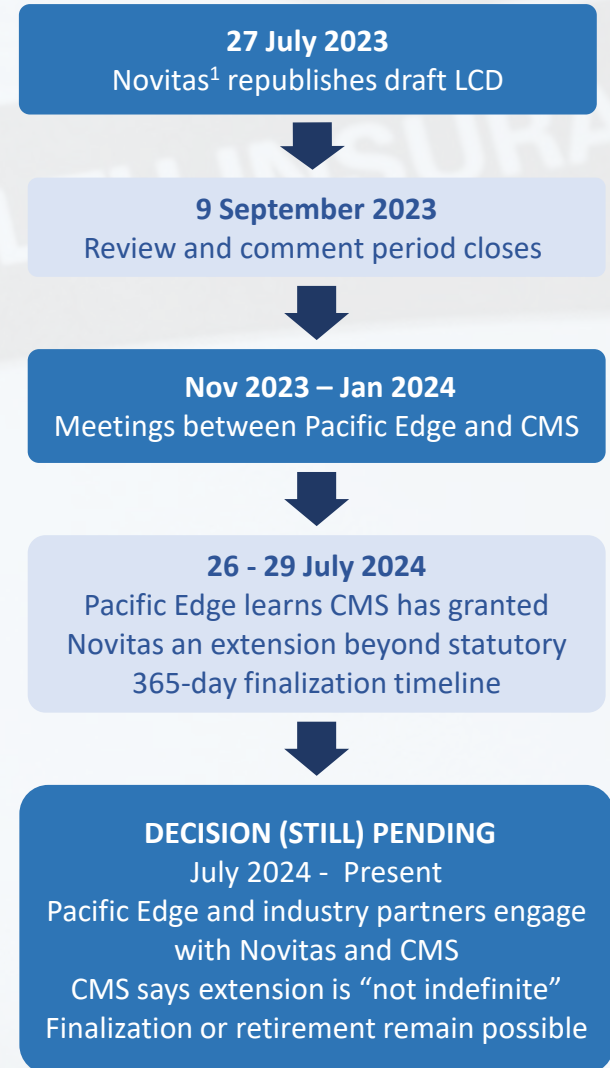 27 July 2023
Novitas¹ republishes draft LCD
9 September 2023
Review and comment period closes
Nov 2023 – Jan 2024
Meetings between Pacific Edge and CMS
26 - 29 July 2024
Pacific Edge learns CMS has granted
Novitas an extension beyond statutory
365-day finalization timeline
DECISION (STILL) PENDING
July 2024 - Present
Pacific Edge and industry partners engage
with Novitas and CMS
CMS says extension is “not indefinite”
Finalization or retirement remain possible